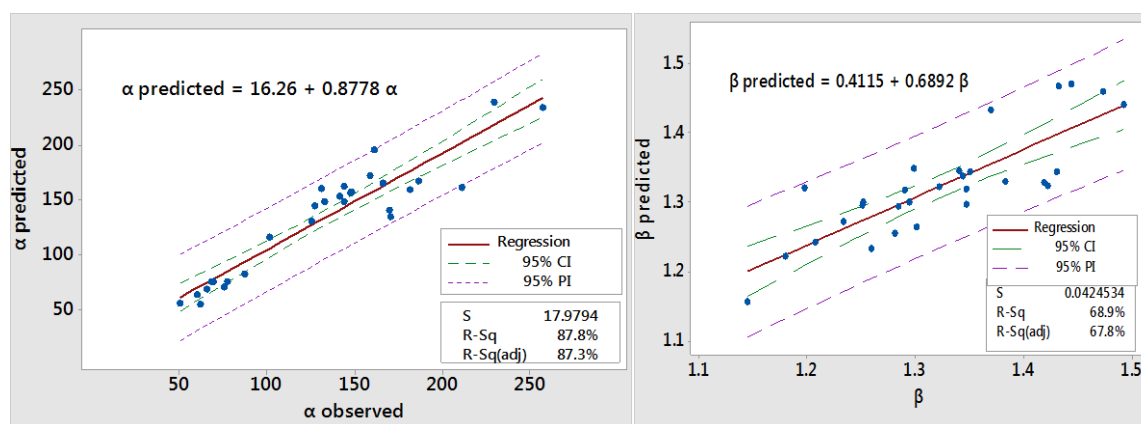 α predicted = 16.26 + 0.8778 α
α predicted
250
200
150
100
50
Regression
95% CI
95% PI
S 17.9794
R-Sq 87.8%
R-Sq(adj) 87.3%
50 100 150 200 250
α observed
β predicted = 0.4115 + 0.6892 β
β predicted
1.5
1.4
1.3
1.2
1.1
Regression
95% CI
95% PI
S 0.0424534
R-Sq 68.9%
R-Sq(adj) 67.8%
1.1 1.2 1.3 1.4 1.5
β